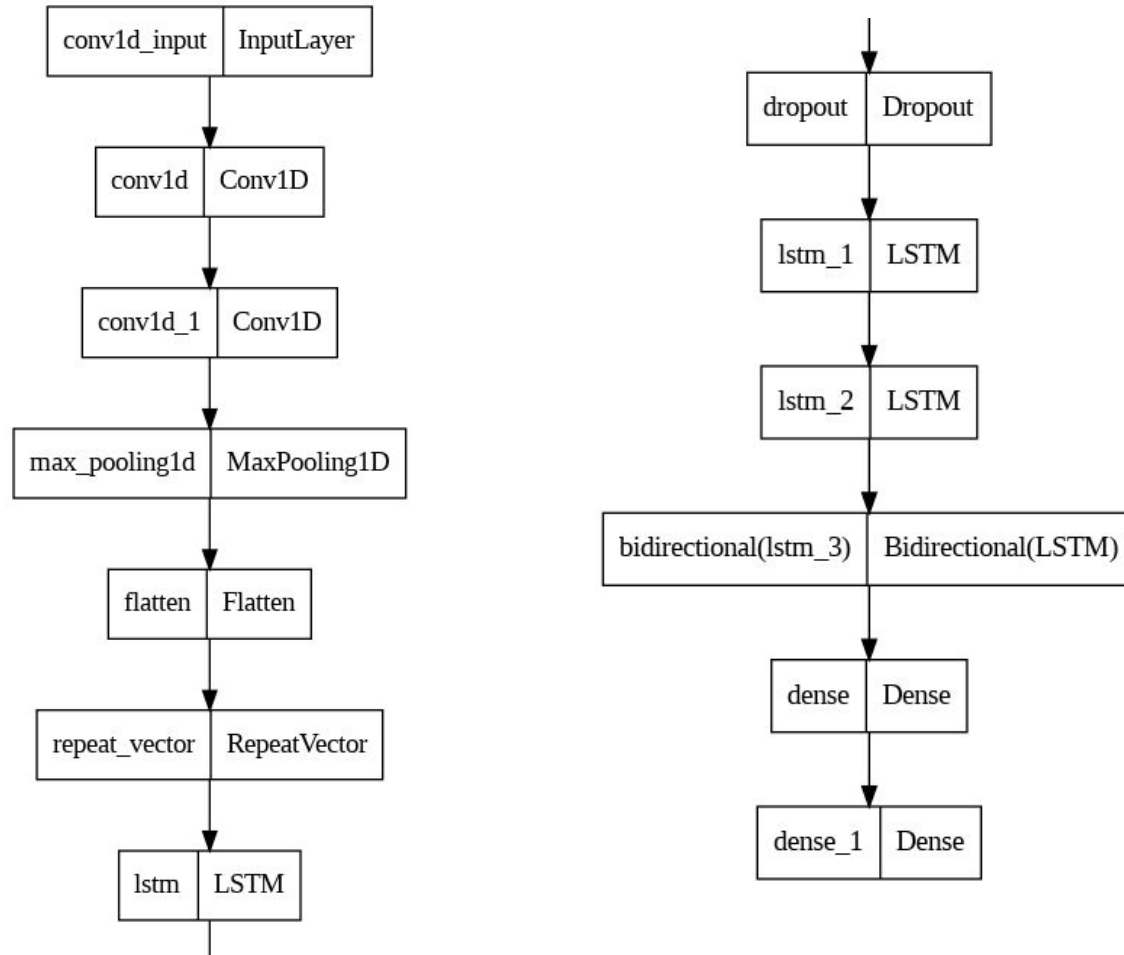 conv1d_input InputLayer
conv1d Conv1D
conv1d_1 Conv1D
max_pooling1d MaxPooling1D
flatten Flatten
repeat_vector RepeatVector
lstm LSTM
dropout Dropout
lstm_1 LSTM
lstm_2 LSTM
bidirectional(lstm_3) Bidirectional(LSTM)
dense Dense
dense_1 Dense